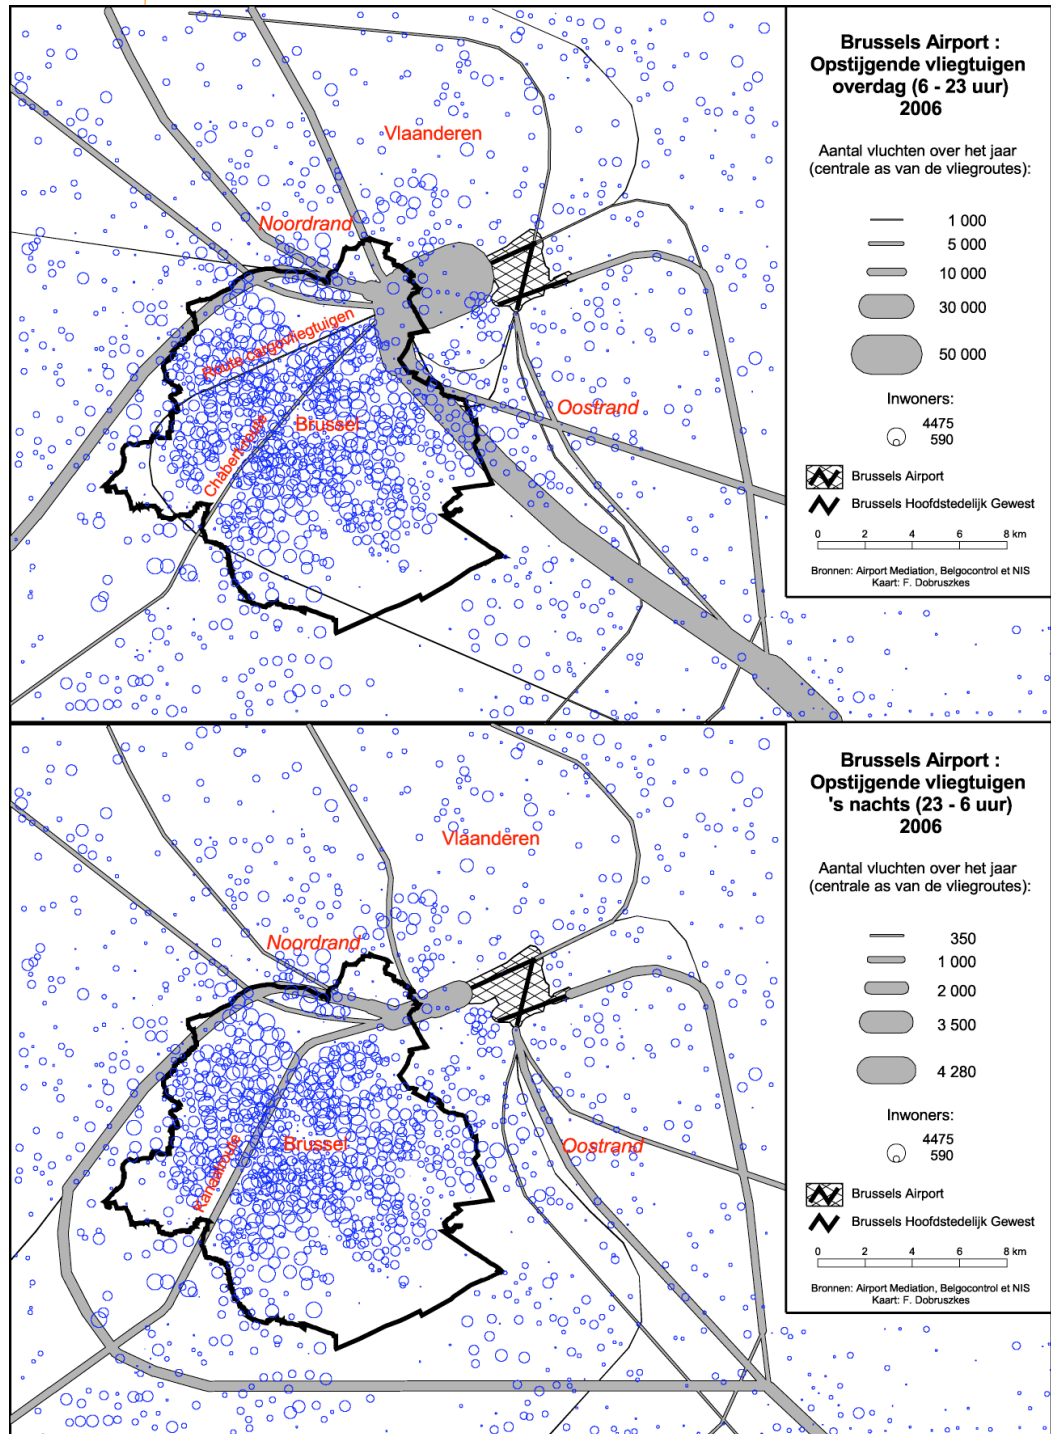 Brussels Airport :
Opstijgende vliegtuigen
overdag (6 - 23 uur)
2006
Aantal vluchten over het jaar
(centrale as van de vliegroutes):
1 000
5 000
10 000
30 000
50 000
Inwoners:
4475
590
Brussels Airport
Brussels Hoofdstedelijk Gewest
0 2 4 6 8 km
Bronnen: Airport Mediation, Belgocontrol et NIS
Kaart: F. Dobruszkes
Vlaanderen
Noordrand
Route cargovliegtuigen
Oostrand
Brussel
Chabert-route
Brussels Airport :
Opstijgende vliegtuigen
's nachts (23 - 6 uur)
2006
Aantal vluchten over het jaar
(centrale as van de vliegroutes):
350
1 000
2 000
3 500
4 280
Inwoners:
4475
590
Brussels Airport
Brussels Hoofdstedelijk Gewest
0 2 4 6 8 km
Bronnen: Airport Mediation, Belgocontrol et NIS
Kaart: F. Dobruszkes
Vlaanderen
Noordrand
Brussel
Oostrand
Kanaalroute